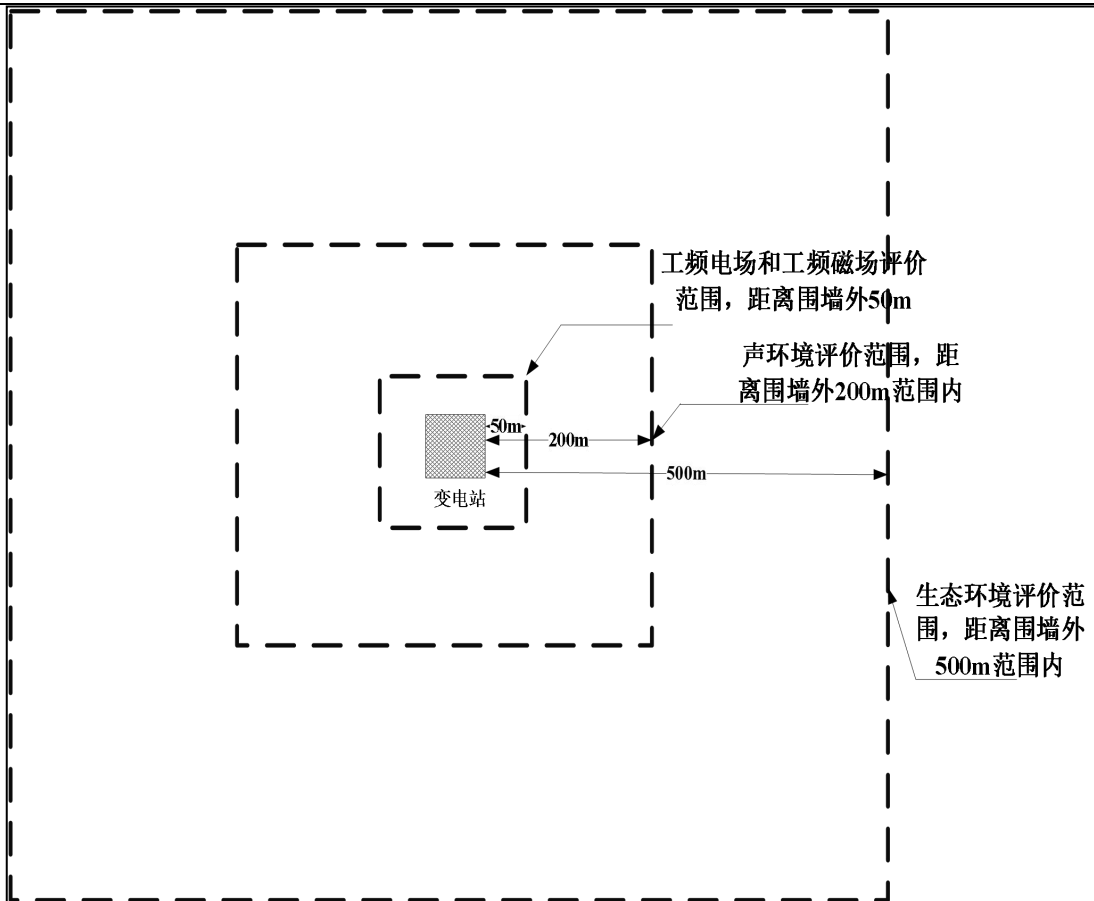 工频电场和工频磁场评价
范围，距离围墙外50m
声环境评价范围，距
离围墙外200m范围内
50m
200m
500m
变电站
生态环境评价范
围，距离围墙外
500m范围内